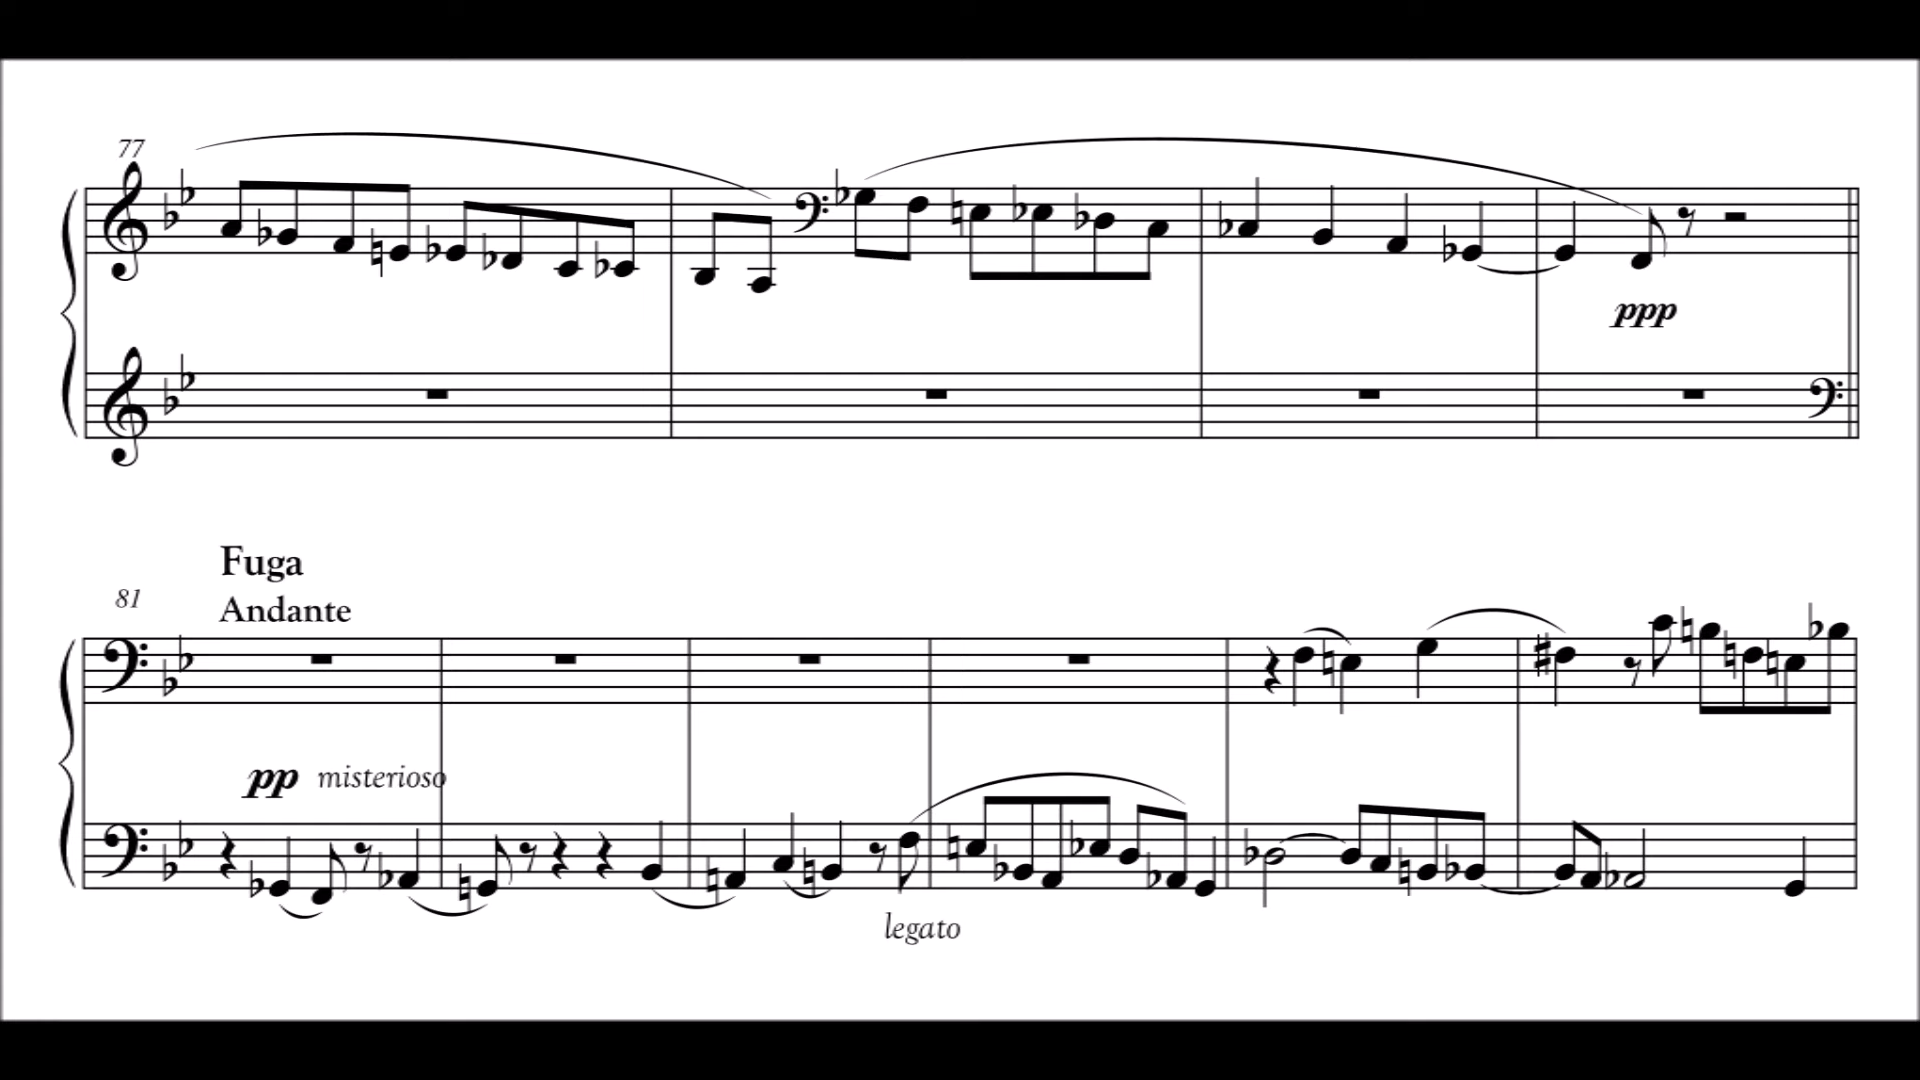 77
ppp
Fuga
81
Andante
pp misterioso
legato